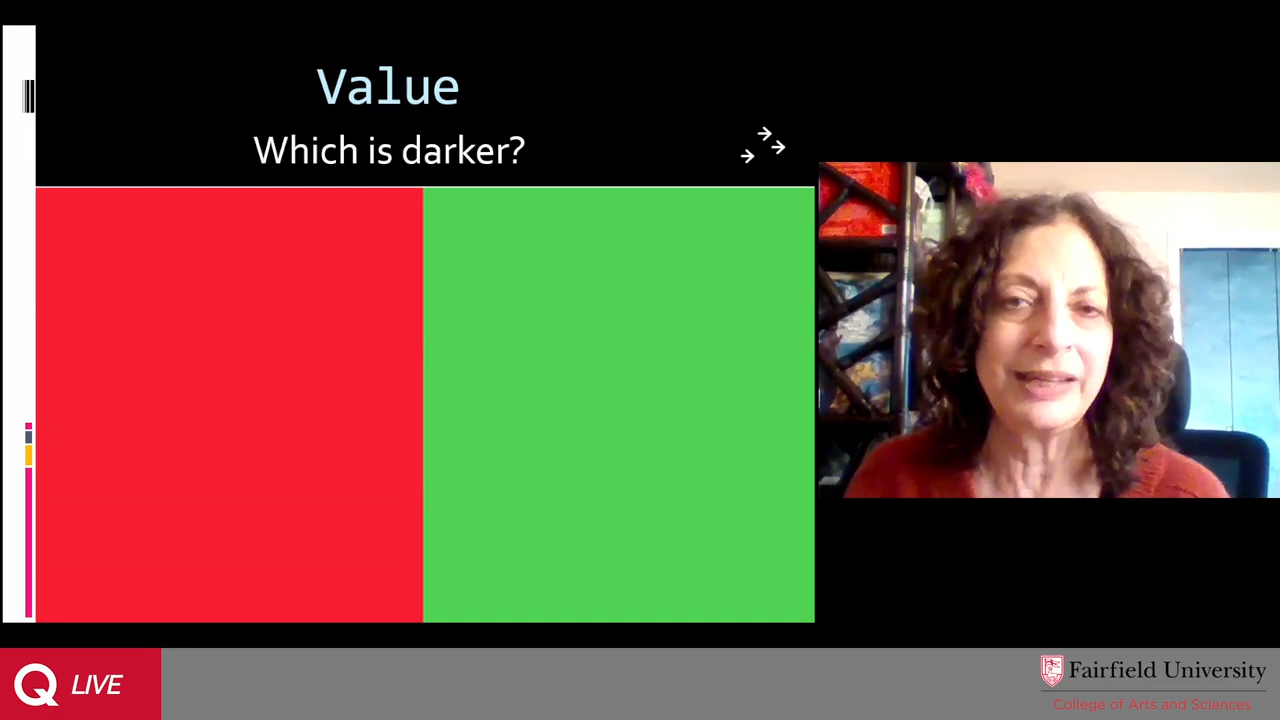 Value
Which is darker?
Q LIVE
Fairfield University
College of Arts and Sciences